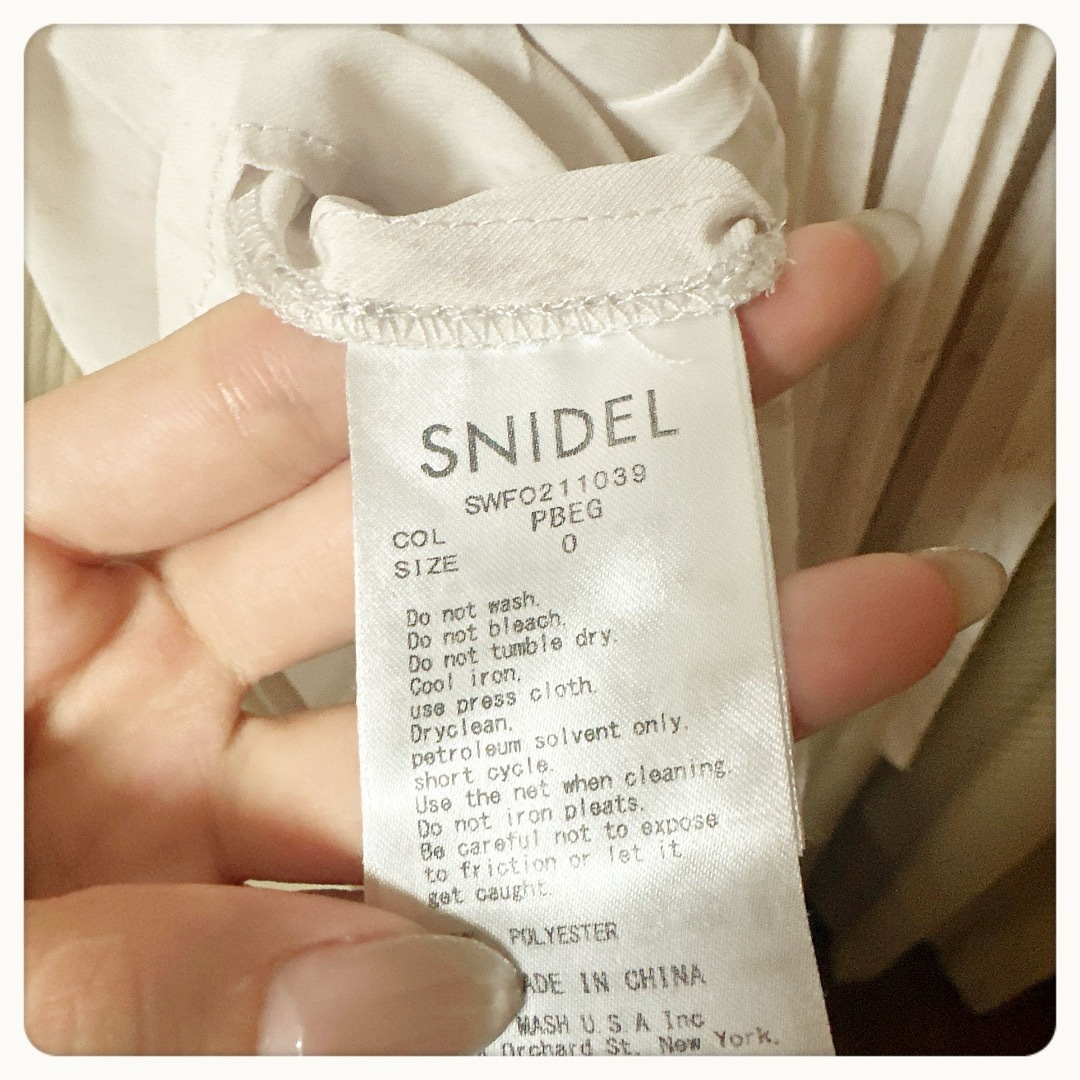 SNIDEL
SWFO211039
COL PBEG
SIZE 0
Do not wash.
Do not bleach.
Do not tumble dry.
Cool iron.
use press cloth.
Dryclean.
petroleum solvent only.
short cycle.
Use the net when cleaning.
Do not iron pleats.
Be careful not to expose
to friction or let it
get caught.
POLYESTER
ADE IN CHINA
MASH U.S.A Inc
Orchard St. New York.